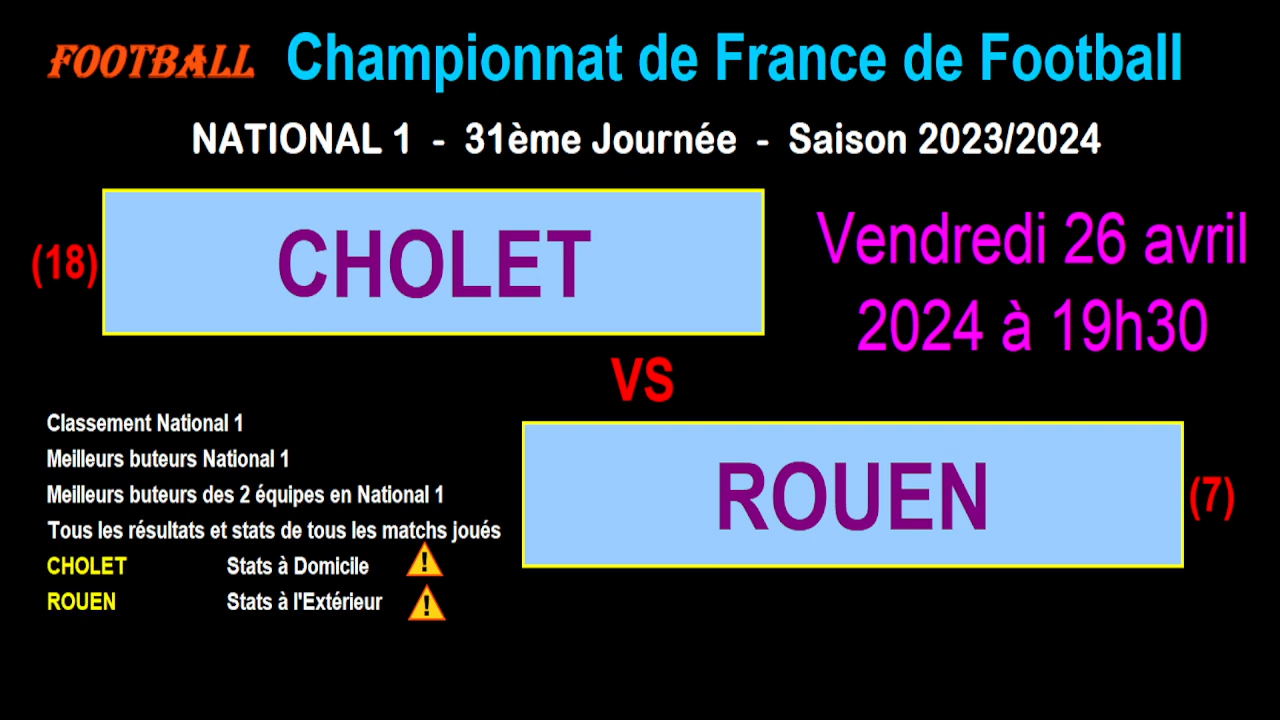 FOOTBALL Championnat de France de Football
NATIONAL 1 - 31ème Journée - Saison 2023/2024
(18) CHOLET
Vendredi 26 avril
2024 à 19h30
VS
ROUEN (7)
Classement National 1
Meilleurs buteurs National 1
Meilleurs buteurs des 2 équipes en National 1
Tous les résultats et stats de tous les matchs joués
CHOLET Stats à Domicile !
ROUEN Stats à l'Extérieur !